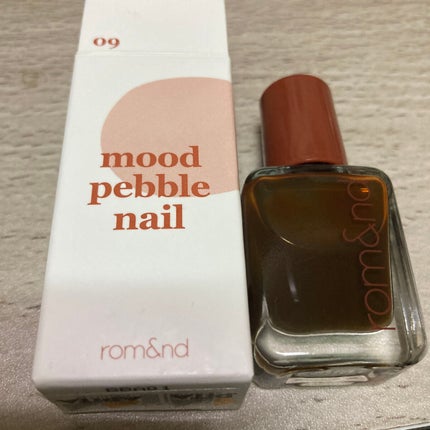 09
mood
pebble
nail
rom&nd
rom&nd